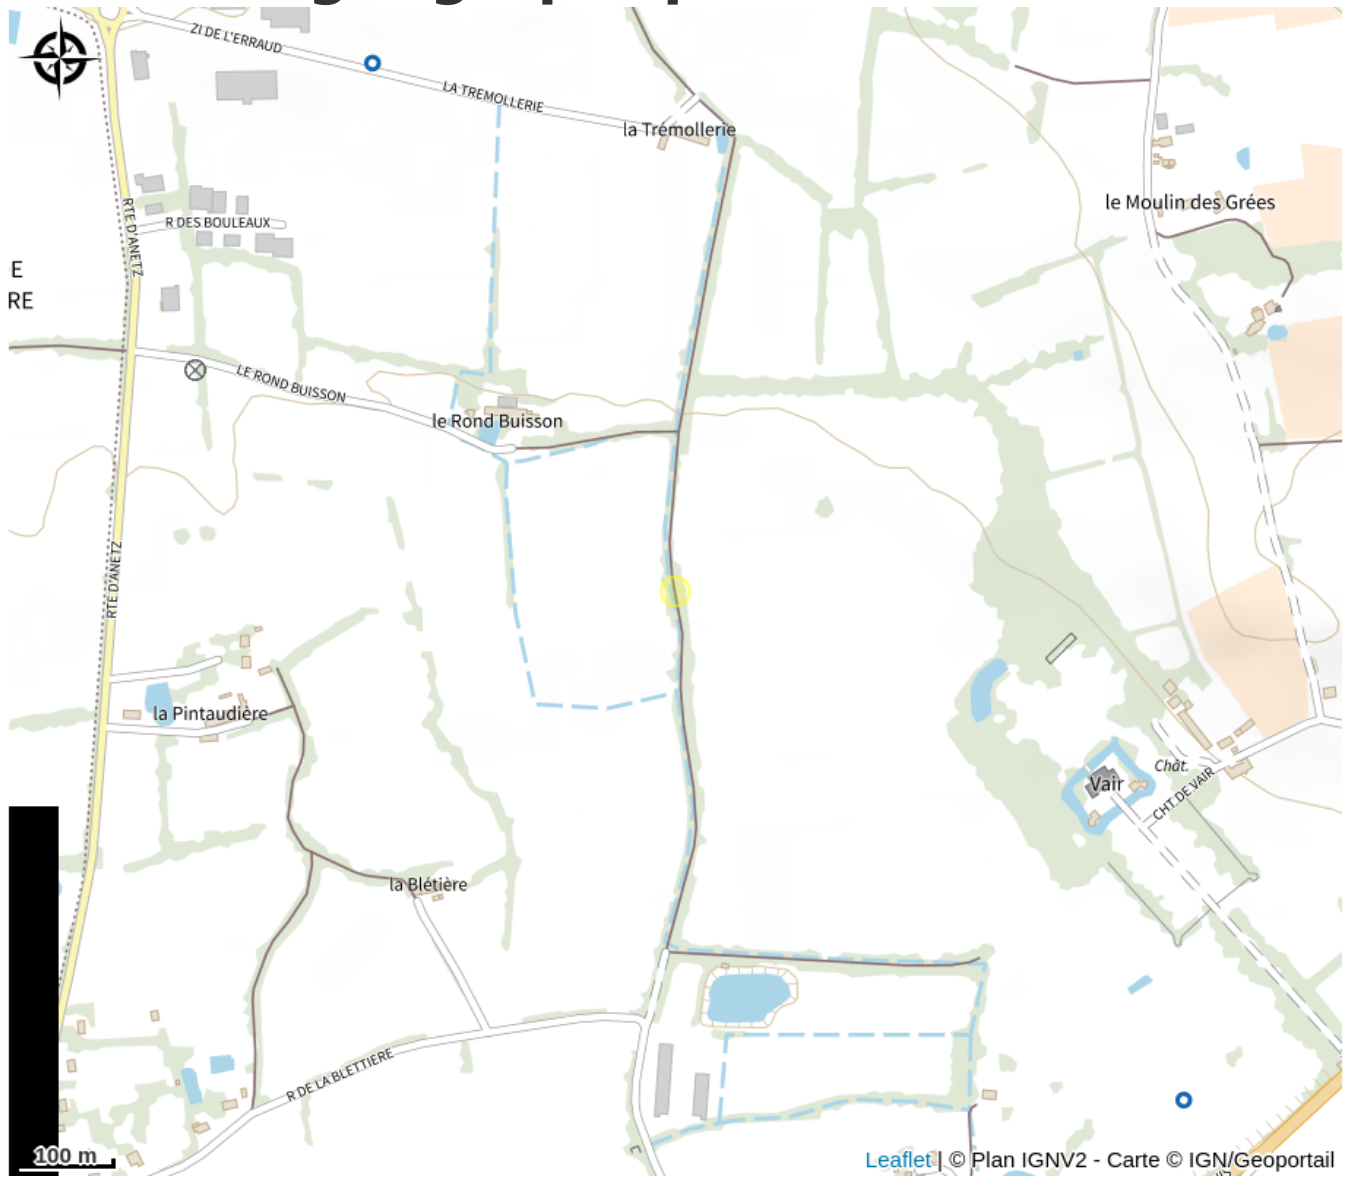 ZI DE L'ERRAUD
LA TREMOLLERIE
la Trémollerie
le Moulin des Grées
RTE D'ANETZ
R DES BOULEAUX
E
RE
LE ROND BUISSON
le Rond Buisson
RTE D'ANETZ
la Pintaudière
Chât.
Vair
CHT DE VAIR
la Blétière
R DE LA BLETTIERE
100 m
Leaflet | © Plan IGNV2 - Carte © IGN/Geoportail